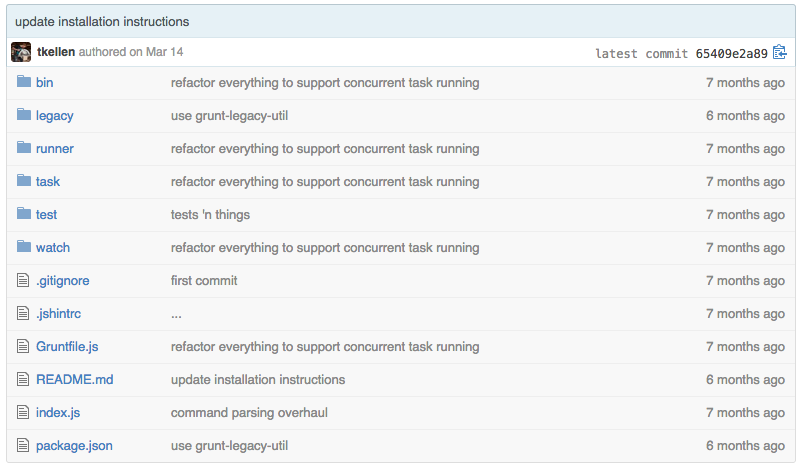 update installation instructions
tkellen authored on Mar 14 latest commit 65409e2a89
bin refactor everything to support concurrent task running 7 months ago
legacy use grunt-legacy-util 6 months ago
runner refactor everything to support concurrent task running 7 months ago
task refactor everything to support concurrent task running 7 months ago
test tests 'n things 7 months ago
watch refactor everything to support concurrent task running 7 months ago
.gitignore first commit 7 months ago
.jshintrc ... 7 months ago
Gruntfile.js refactor everything to support concurrent task running 7 months ago
README.md update installation instructions 6 months ago
index.js command parsing overhaul 7 months ago
package.json use grunt-legacy-util 6 months ago